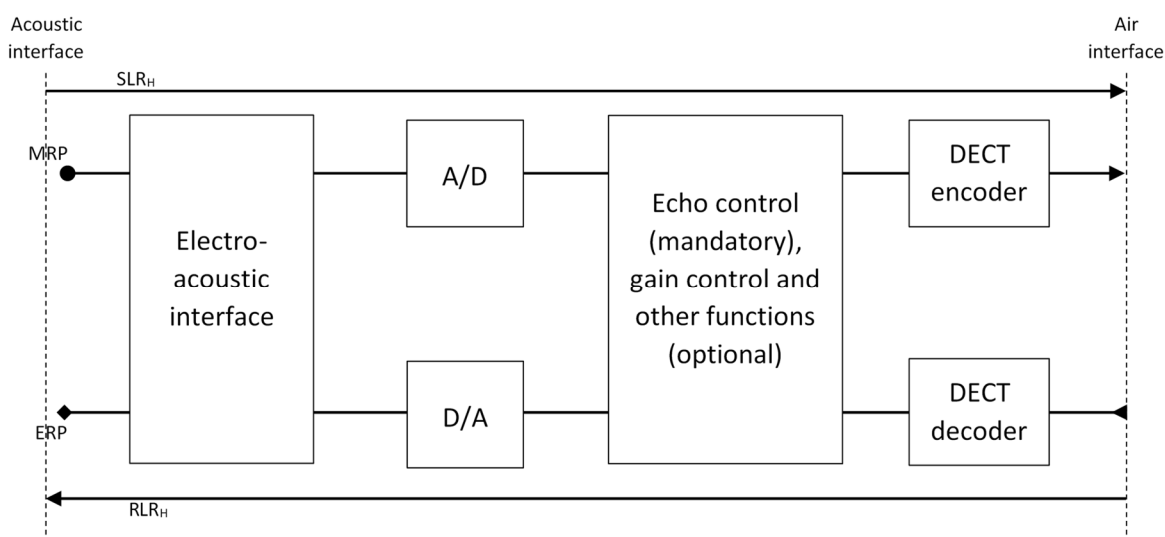 Acoustic
interface
Air
interface
SLRH
MRP
Electro-
acoustic
interface
A/D
Echo control
(mandatory),
gain control and
other functions
(optional)
DECT
encoder
ERP
D/A
DECT
decoder
RLRH